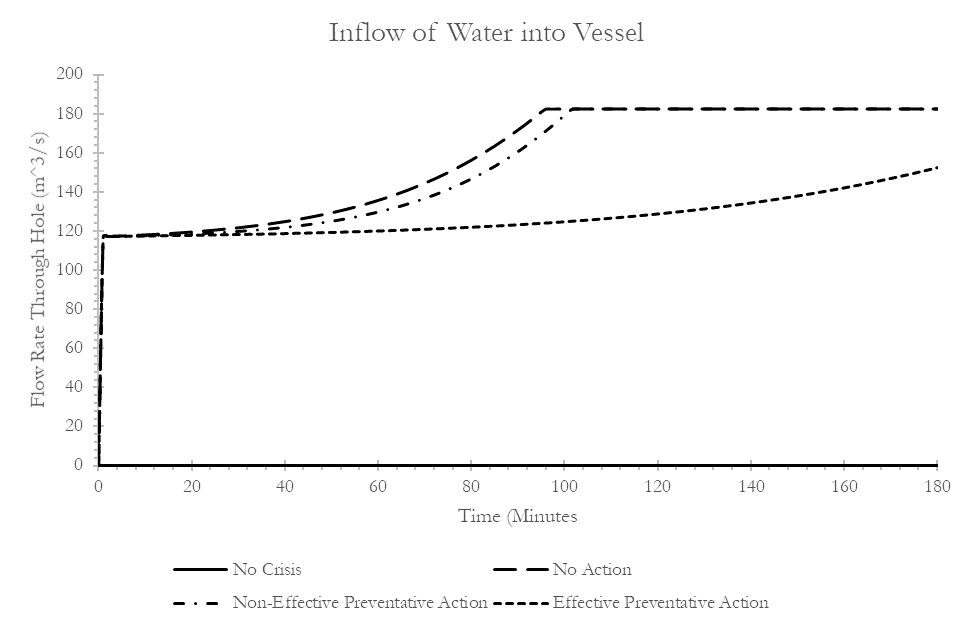 Inflow of Water into Vessel
Flow Rate Through Hole (m^3/s)
200
180
160
140
120
100
80
60
40
20
0
0 20 40 60 80 100 120 140 160 180
Time (Minutes
No Crisis No Action
Non-Effective Preventative Action Effective Preventative Action